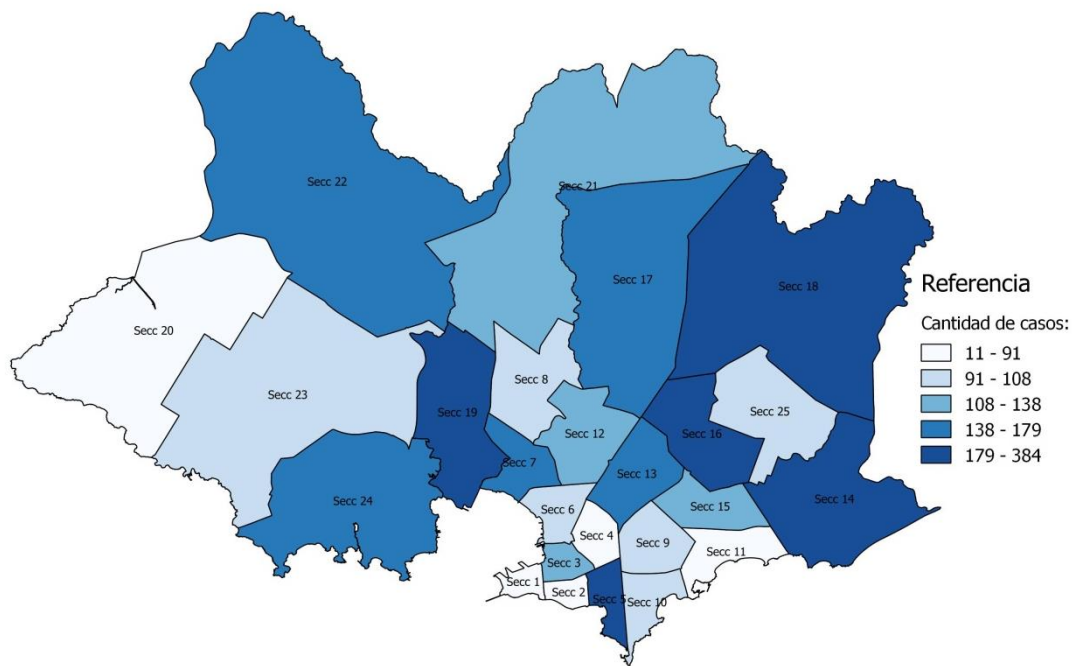 Secc 22
Secc 21
Secc 17
Secc 18
Secc 20
Secc 23
Secc 8
Secc 19
Secc 25
Secc 12
Secc 16
Secc 7
Secc 13
Secc 24
Secc 14
Secc 15
Secc 6
Secc 4
Secc 9
Secc 11
Secc 3
Secc 1
Secc 2
Secc 5
Secc 10
Referencia
Cantidad de casos:
11 - 91
91 - 108
108 - 138
138 - 179
179 - 384